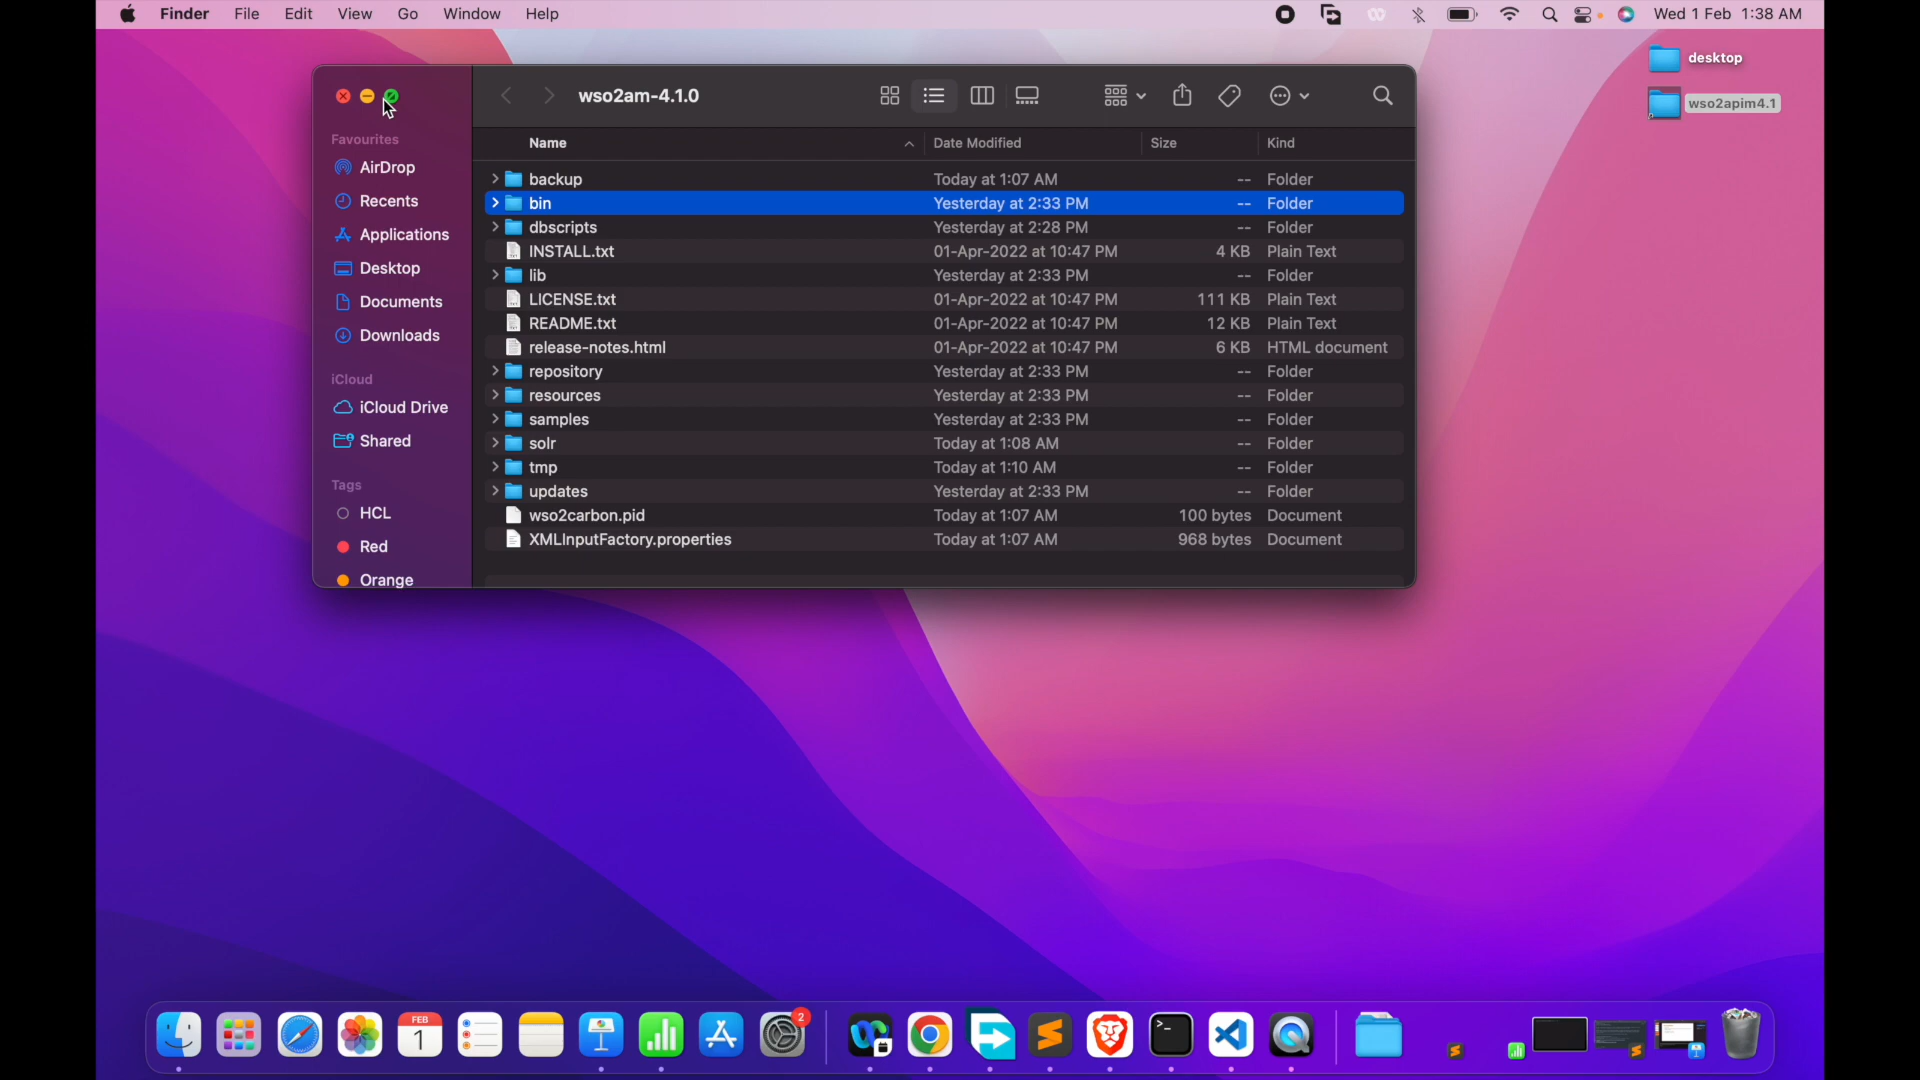 Finder File Edit View Go Window Help Wed 1 Feb 1:38 AM
desktop
wso2apim4.1
wso2am-4.1.0
Favourites
AirDrop
Recents
Applications
Desktop
Documents
Downloads
iCloud
iCloud Drive
Shared
Tags
HCL
Red
Orange
Name Date Modified Size Kind
backup Today at 1:07 AM -- Folder
bin Yesterday at 2:33 PM -- Folder
dbscripts Yesterday at 2:28 PM -- Folder
INSTALL.txt 01-Apr-2022 at 10:47 PM 4 KB Plain Text
lib Yesterday at 2:33 PM -- Folder
LICENSE.txt 01-Apr-2022 at 10:47 PM 111 KB Plain Text
README.txt 01-Apr-2022 at 10:47 PM 12 KB Plain Text
release-notes.html 01-Apr-2022 at 10:47 PM 6 KB HTML document
repository Yesterday at 2:33 PM -- Folder
resources Yesterday at 2:33 PM -- Folder
samples Yesterday at 2:33 PM -- Folder
solr Today at 1:08 AM -- Folder
tmp Today at 1:10 AM -- Folder
updates Yesterday at 2:33 PM -- Folder
wso2carbon.pid Today at 1:07 AM 100 bytes Document
XMLInputFactory.properties Today at 1:07 AM 968 bytes Document
FEB
1
2